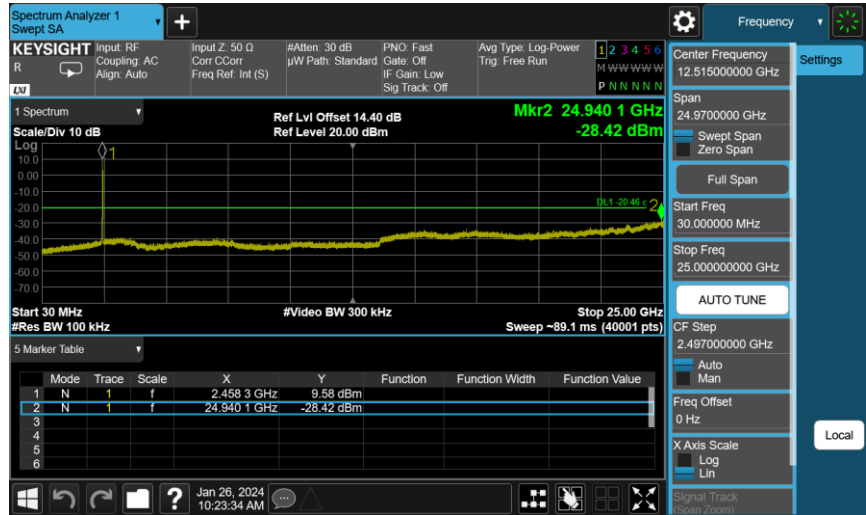 Spectrum Analyzer 1
Swept SA
Frequency
KEYSIGHT
R
LXI
Input: RF
Coupling: AC
Align: Auto
Input Z: 50 Ω
Corr CCorr
Freq Ref: Int (S)
#Atten: 30 dB
µW Path: Standard
PNO: Fast
Gate: Off
IF Gain: Low
Sig Track: Off
Avg Type: Log-Power
Trig: Free Run
1 2 3 4 5 6
M W W W W W
P N N N N N
1 Spectrum
Scale/Div 10 dB
Ref Lvl Offset 14.40 dB
Ref Level 20.00 dBm
Mkr2 24.940 1 GHz
-28.42 dBm
Log
10.0
0.00
-10.0
-20.0
-30.0
-40.0
-50.0
-60.0
-70.0
1
DL1 -20.46 c
2
Start 30 MHz
#Video BW 300 kHz
Stop 25.00 GHz
#Res BW 100 kHz
Sweep ~89.1 ms (40001 pts)
5 Marker Table
Mode Trace Scale X Y Function Function Width Function Value
1 N 1 f 2.458 3 GHz 9.58 dBm
2 N 1 f 24.940 1 GHz -28.42 dBm
3
4
5
6
Jan 26, 2024
10:23:34 AM
?
Center Frequency
12.515000000 GHz
Settings
Span
24.9700000 GHz
Swept Span
Zero Span
Full Span
Start Freq
30.000000 MHz
Stop Freq
25.000000000 GHz
AUTO TUNE
CF Step
2.497000000 GHz
Auto
Man
Freq Offset
0 Hz
Local
X Axis Scale
Log
Lin
Signal Track
(Span Zoom)